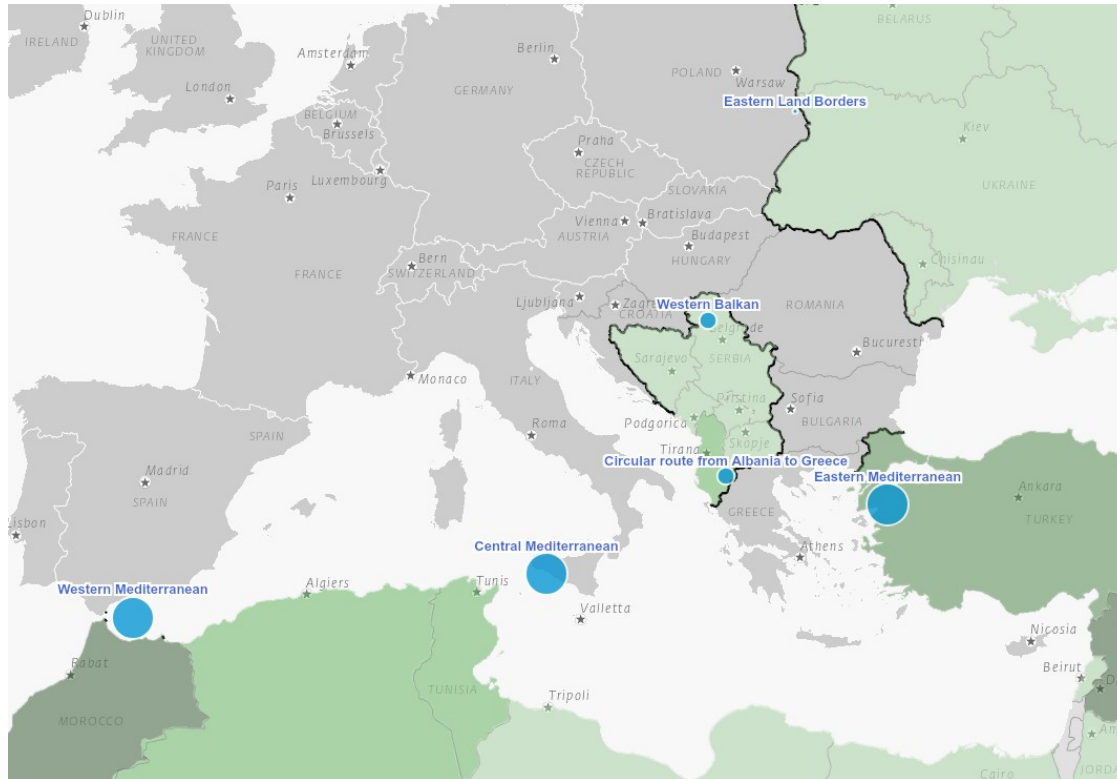 Dublin
IRELAND
UNITED
KINGDOM
London
Amsterdam
Berlin
GERMANY
POLAND
Warsaw
BELARUS
Eastern Land Borders
Kiev
UKRAINE
BELGIUM
Brussels
Luxembourg
Paris
Praha
CZECH
REPUBLIC
SLOVAKIA
Vienna
Bratislava
AUSTRIA
Budapest
HUNGARY
FRANCE
FRANCE
Bern
SWITZERLAND
Chisinau
Ljubljana
CROATIA
Western Balkan
Belgrade
ROMANIA
Bucuresti
Sarajevo
SERBIA
Monaco
ITALY
Roma
Pristina
Sofia
BULGARIA
Podgorica
Skopje
Tirana
Circular route from Albania to Greece
Eastern Mediterranean
Ankara
TURKEY
GREECE
Athens
SPAIN
Madrid
SPAIN
Lisbon
Central Mediterranean
Western Mediterranean
Algiers
Tunis
Valletta
Nicosia
Beirut
Rabat
MOROCCO
TUNISIA
Tripoli
Cairo